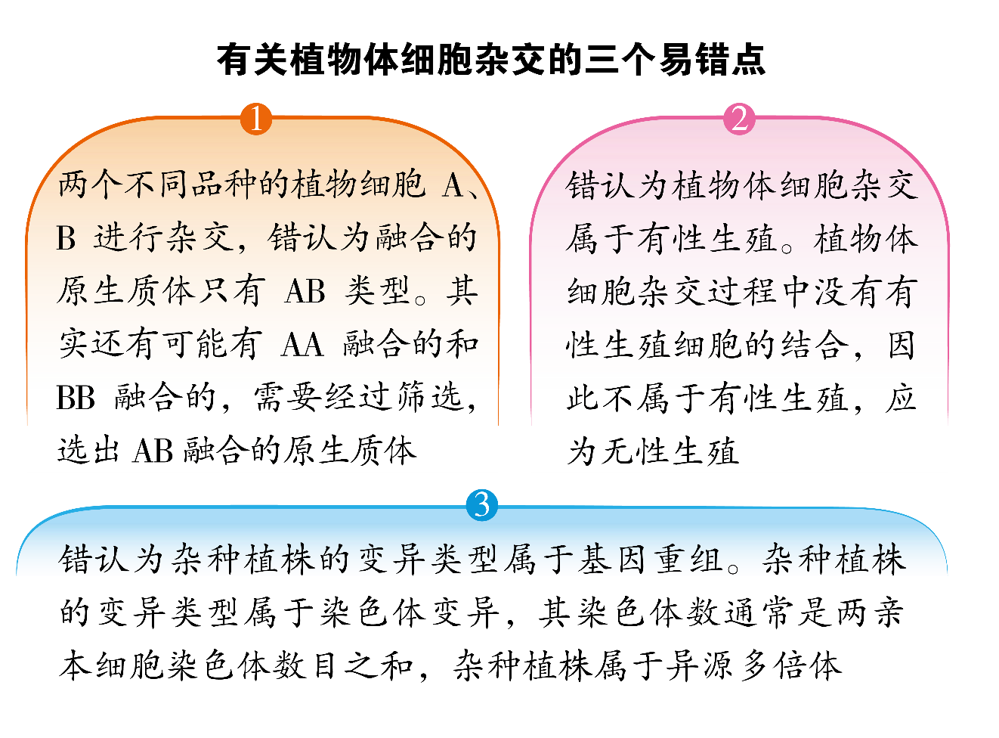 有关植物体细胞杂交的三个易错点
1
两个不同品种的植物细胞 A、
B 进行杂交，错认为融合的
原生质体只有 AB 类型。其
实还有可能有 AA 融合的和
BB 融合的，需要经过筛选，
选出 AB 融合的原生质体
2
错认为植物体细胞杂交
属于有性生殖。植物体
细胞杂交过程中没有有
性生殖细胞的结合，因
此不属于有性生殖，应
为无性生殖
3
错认为杂种植株的变异类型属于基因重组。杂种植株
的变异类型属于染色体变异，其染色体数通常是两亲
本细胞染色体数目之和，杂种植株属于异源多倍体